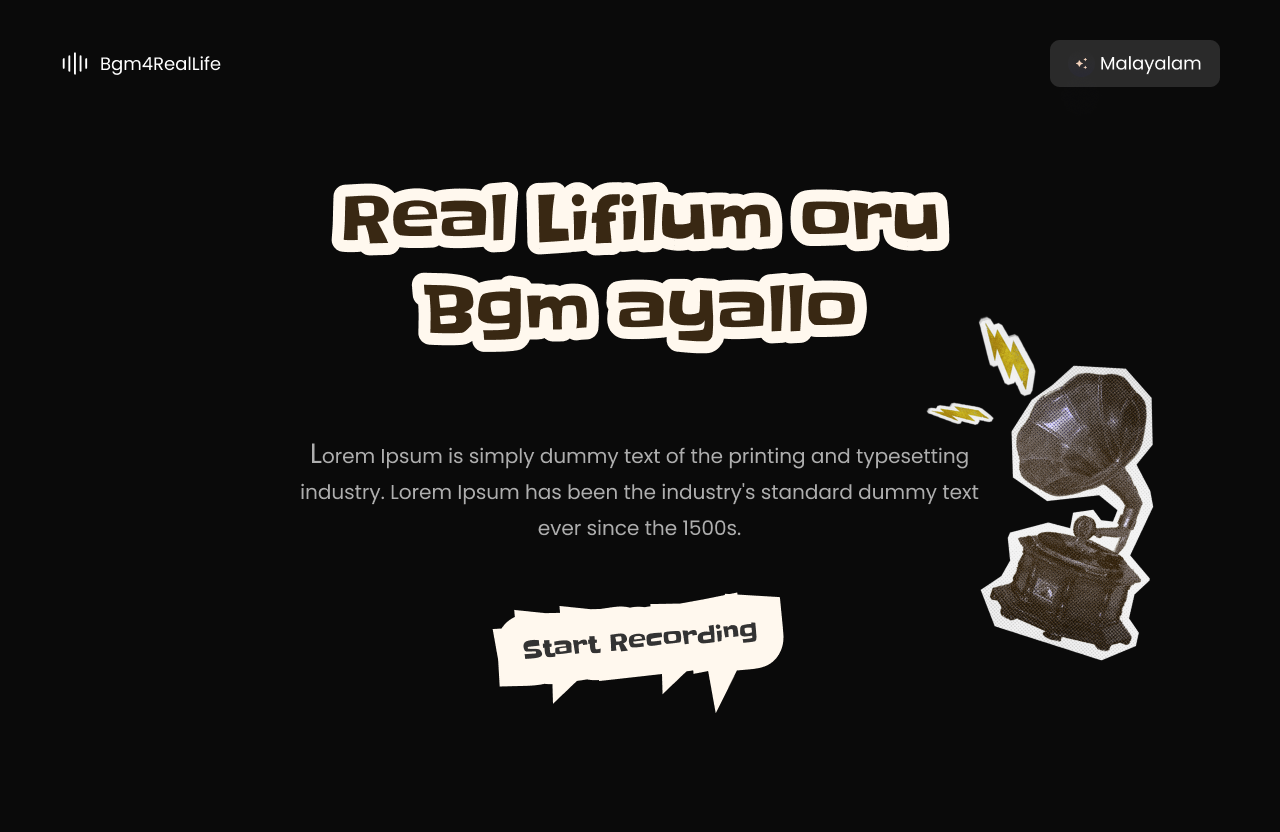 Bgm4RealLife
Malayalam
Real Lifilum oru
Bgm ayallo
Lorem Ipsum is simply dummy text of the printing and typesetting
industry. Lorem Ipsum has been the industry's standard dummy text
ever since the 1500s.
Start Recording